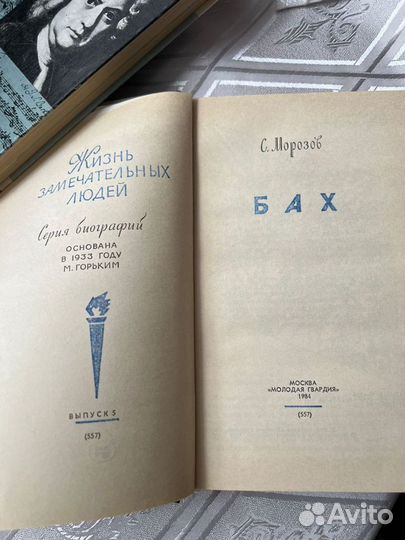 Жизнь
замечательных
людей
Серия биографий
ОСНОВАНА
В 1933 ГОДУ
М. ГОРЬКИМ
ВЫПУСК 5
(557)
С. Морозов
БАХ
МОСКВА
«МОЛОДАЯ ГВАРДИЯ»
1984
(557)
Avito